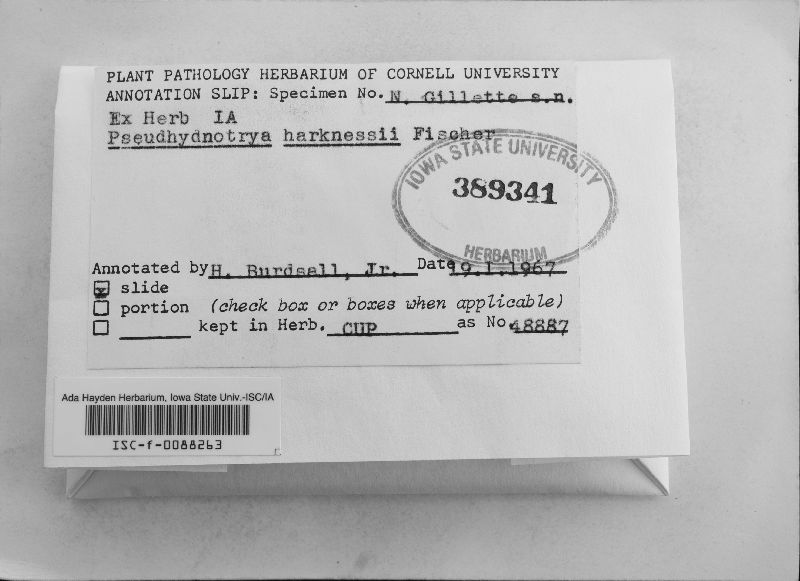 PLANT PATHOLOGY HERBARIUM OF CORNELL UNIVERSITY
ANNOTATION SLIP: Specimen No. N. Gillette s.n.
Ex Herb IA
Pseudhydnotrya harknessii Fischer
IOWA STATE UNIVERSITY
389341
HERBARIUM
Annotated by H. Burdsall, Jr. Date 19.I.1967
x slide
portion (check box or boxes when applicable)
kept in Herb. CUP as No. 48887
Ada Hayden Herbarium, Iowa State Univ.-ISC/IA
ISC-f-0088263